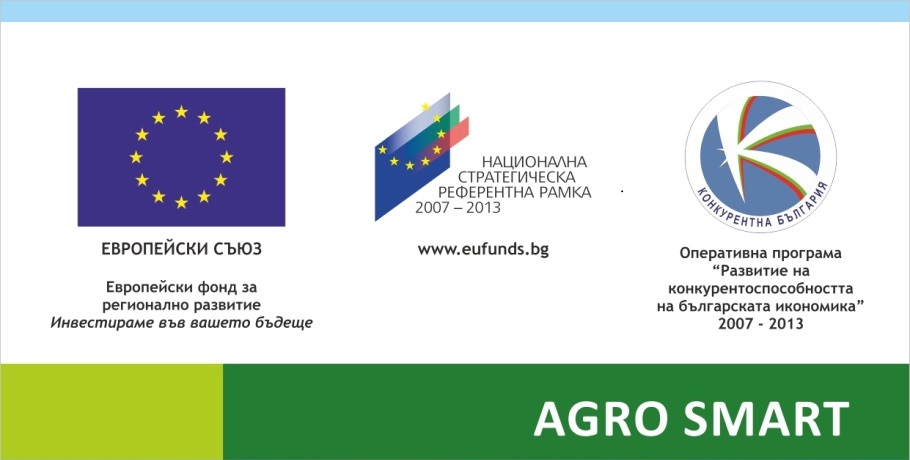 ЕВРОПЕЙСКИ СЪЮЗ
Европейски фонд за
регионално развитие
Инвестираме във вашето бъдеще
НАЦИОНАЛНА
СТРАТЕГИЧЕСКА
РЕФЕРЕНТНА РАМКА
2007 – 2013
www.eufunds.bg
КОНКУРЕНТНА БЪЛГАРИЯ
Оперативна програма
“Развитие на
конкурентоспособността
на българската икономика”
2007 - 2013
AGRO SMART